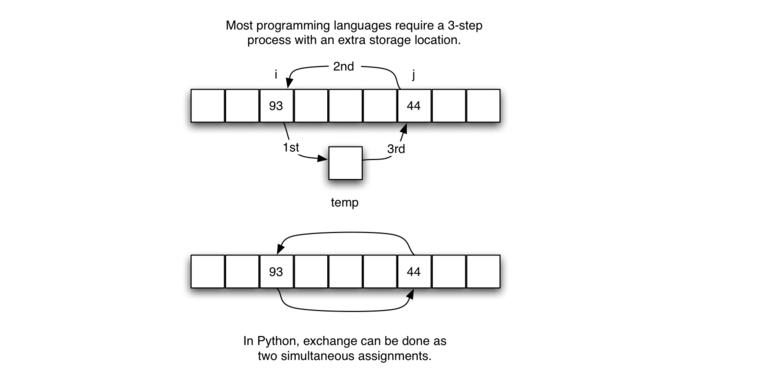 Most programming languages require a 3-step
process with an extra storage location.
2nd
i
j
93
44
1st
3rd
temp
93
44
In Python, exchange can be done as
two simultaneous assignments.